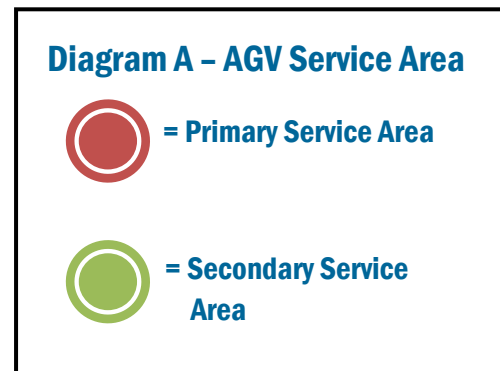 Diagram A – AGV Service Area
= Primary Service Area
= Secondary Service
Area